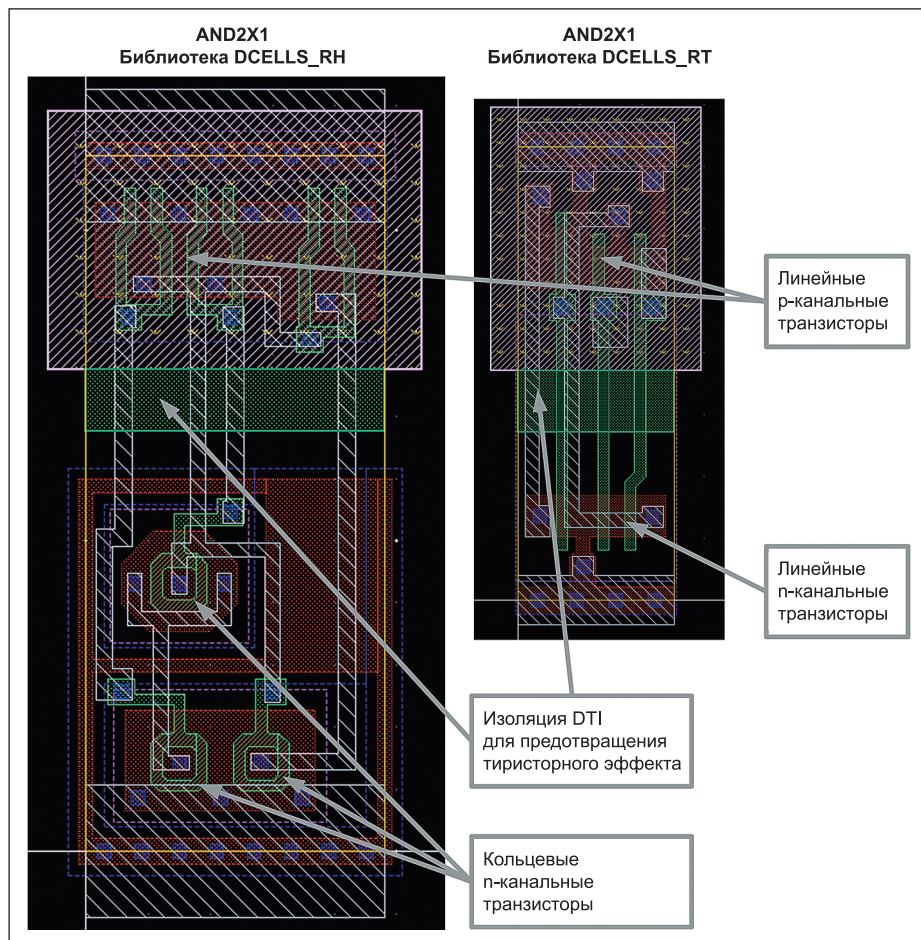 AND2X1
Библиотека DCELLS_RH
AND2X1
Библиотека DCELLS_RT
Линейные
p-канальные
транзисторы
Линейные
n-канальные
транзисторы
Изоляция DTI
для предотвращения
тиристорного эффекта
Кольцевые
n-канальные
транзисторы